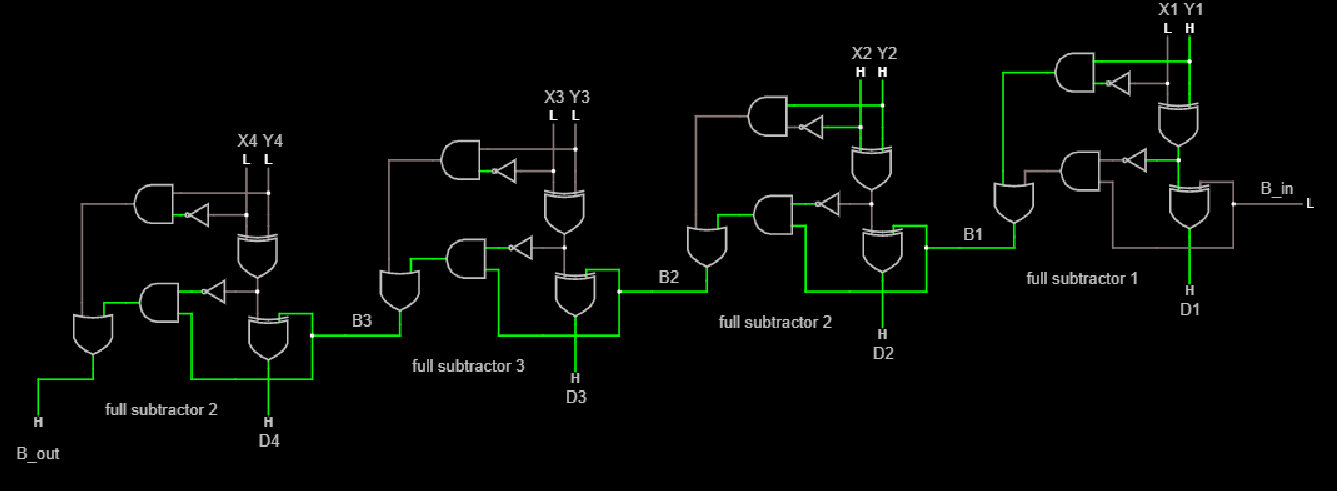 X1 Y1
L H
X2 Y2
H H
X3 Y3
L L
X4 Y4
L L
B_in
L
B1
full subtractor 1
H
D1
B2
full subtractor 2
H
D2
B3
full subtractor 3
H
D3
full subtractor 2
H
D4
H
B_out